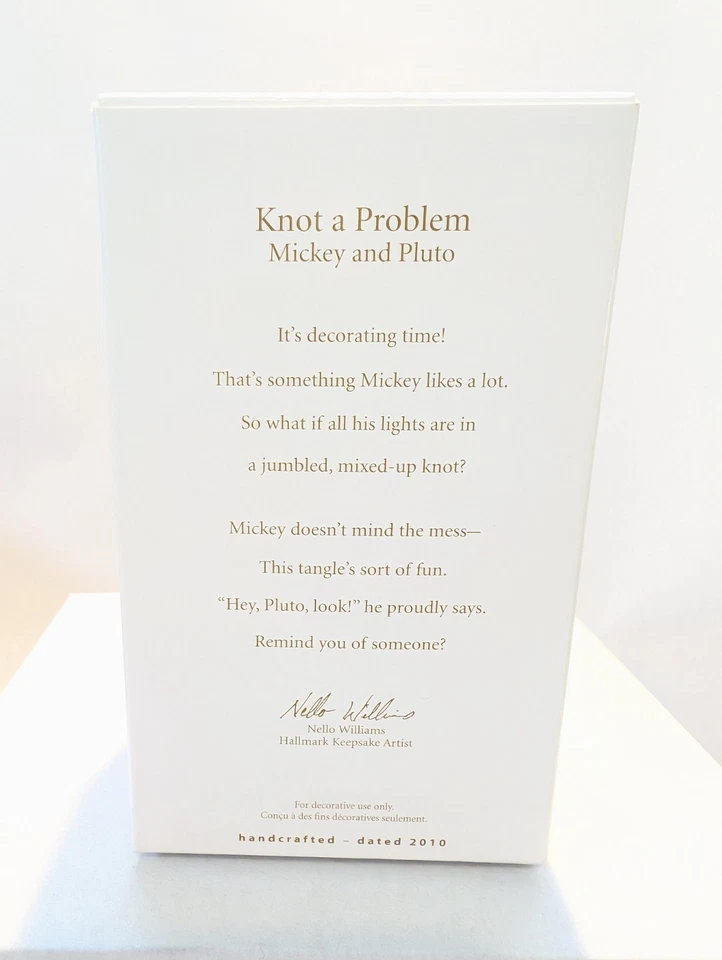 Knot a Problem
Mickey and Pluto
It's decorating time!
That's something Mickey likes a lot.
So what if all his lights are in
a jumbled, mixed-up knot?
Mickey doesn't mind the mess—
This tangle's sort of fun.
“Hey, Pluto, look!” he proudly says.
Remind you of someone?
Nello Williams
Nello Williams
Hallmark Keepsake Artist
For decorative use only.
Conçu à des fins décoratives seulement.
handcrafted – dated 2010